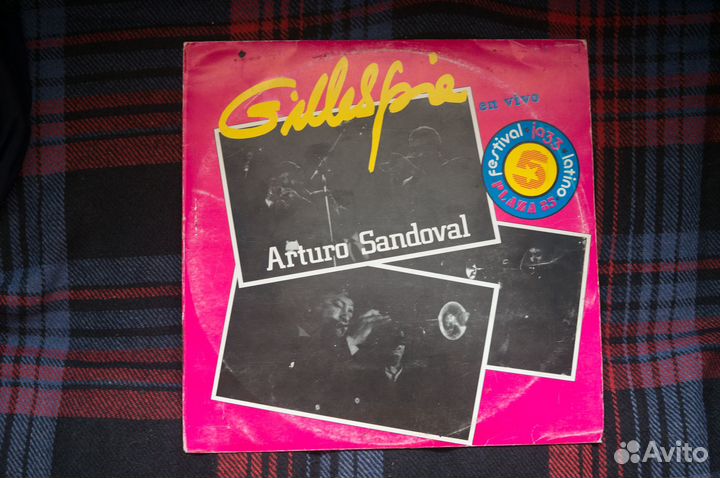 Gillespie
en vivo
festival jazz latino
5
PLAZA 85
Arturo Sandoval
Avito